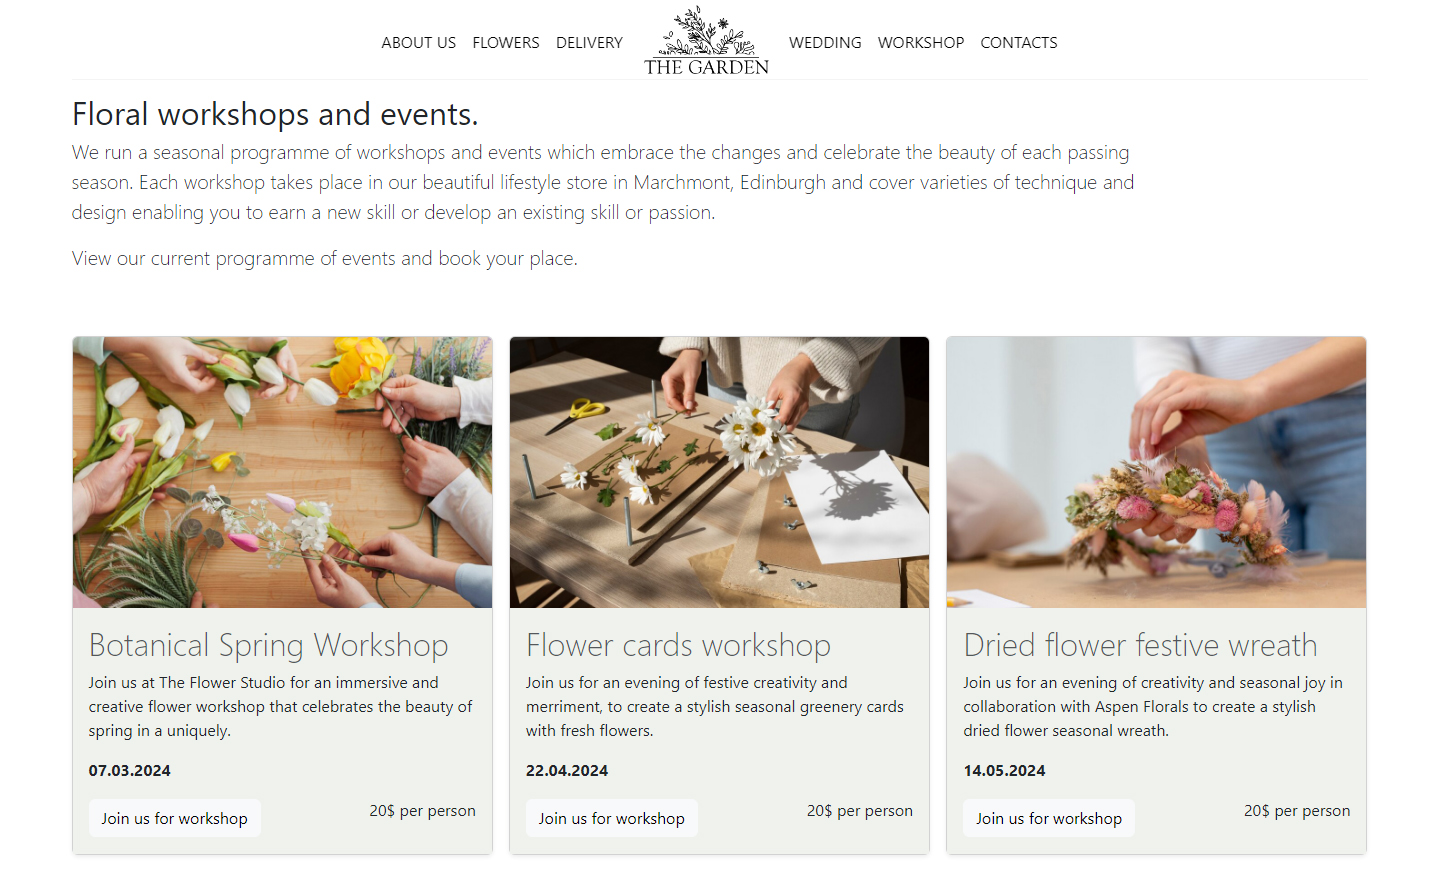 ABOUT US FLOWERS DELIVERY THE GARDEN WEDDING WORKSHOP CONTACTS
Floral workshops and events.
We run a seasonal programme of workshops and events which embrace the changes and celebrate the beauty of each passing
season. Each workshop takes place in our beautiful lifestyle store in Marchmont, Edinburgh and cover varieties of technique and
design enabling you to earn a new skill or develop an existing skill or passion.
View our current programme of events and book your place.
Botanical Spring Workshop
Join us at The Flower Studio for an immersive and
creative flower workshop that celebrates the beauty of
spring in a uniquely.
07.03.2024
Join us for workshop 20$ per person
Flower cards workshop
Join us for an evening of festive creativity and
merriment, to create a stylish seasonal greenery cards
with fresh flowers.
22.04.2024
Join us for workshop 20$ per person
Dried flower festive wreath
Join us for an evening of creativity and seasonal joy in
collaboration with Aspen Florals to create a stylish
dried flower seasonal wreath.
14.05.2024
Join us for workshop 20$ per person